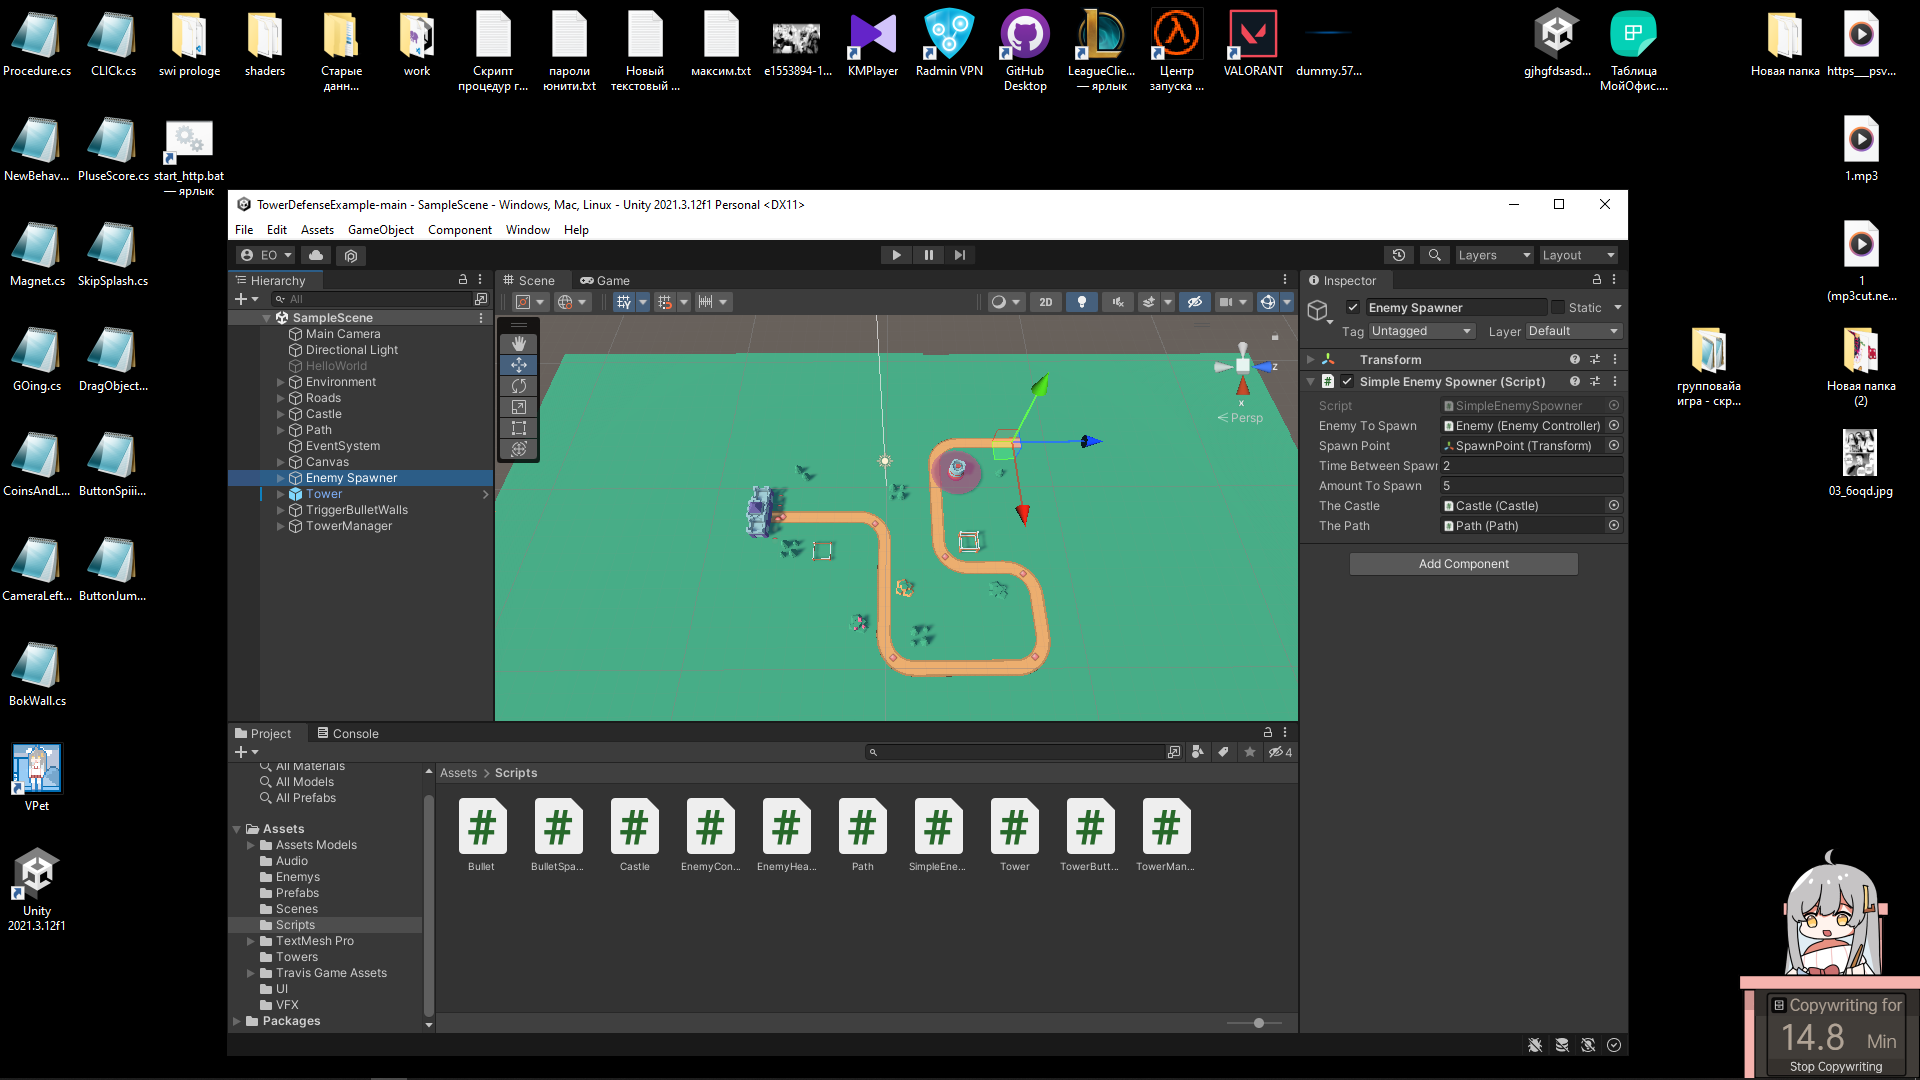 Procedure.cs
CLICk.cs
swi prologe
shaders
Старые данн...
work
Скрипт процедур г...
пароли юнити.txt
Новый текстовый ...
максим.txt
e1553894-1...
KMPlayer
Radmin VPN
GitHub Desktop
LeagueClie... — ярлык
Центр запуска ...
VALORANT
dummy.57...
gjhgfdsasd...
Таблица МойОфис....
Новая папка
https___psv...
NewBehav...
PluseScore.cs
start_http.bat — ярлык
1.mp3
Magnet.cs
SkipSplash.cs
1 (mp3cut.ne...
GOing.cs
DragObject...
групповайа игра - скр...
Новая папка (2)
CoinsAndL...
ButtonSpiii...
03_6oqd.jpg
CameraLeft...
ButtonJum...
BokWall.cs
VPet
Unity 2021.3.12f1
TowerDefenseExample-main - SampleScene - Windows, Mac, Linux - Unity 2021.3.12f1 Personal <DX11>
File Edit Assets GameObject Component Window Help
EO
Layers
Layout
Hierarchy
All
SampleScene
Main Camera
Directional Light
HelloWorld
Environment
Roads
Castle
Path
EventSystem
Canvas
Enemy Spawner
Tower
TriggerBulletWalls
TowerManager
Scene
Game
2D
z
x
Persp
Inspector
Enemy Spawner
Static
Tag Untagged
Layer Default
Transform
Simple Enemy Spowner (Script)
Script SimpleEnemySpowner
Enemy To Spawn Enemy (Enemy Controller)
Spawn Point SpawnPoint (Transform)
Time Between Spawn 2
Amount To Spawn 5
The Castle Castle (Castle)
The Path Path (Path)
Add Component
Project
Console
4
All Materials
All Models
All Prefabs
Assets
Assets Models
Audio
Enemys
Prefabs
Scenes
Scripts
TextMesh Pro
Towers
Travis Game Assets
UI
VFX
Packages
Assets > Scripts
Bullet
BulletSpa...
Castle
EnemyCon...
EnemyHea...
Path
SimpleEne...
Tower
TowerButt...
TowerMan...
Copywriting for
14.8 Min
Stop Copywriting